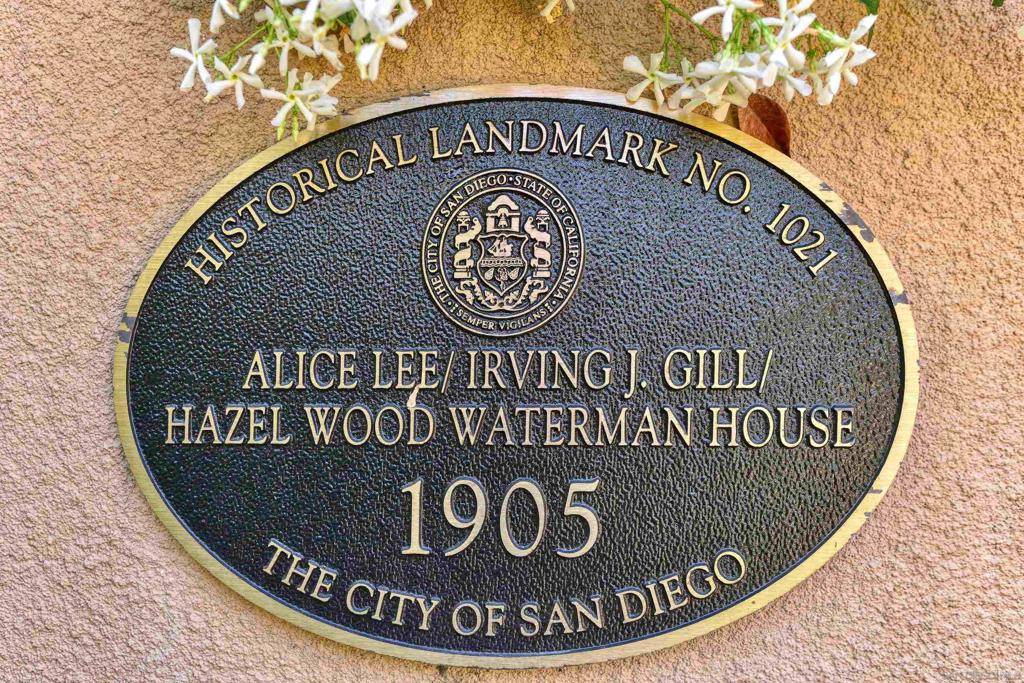 HISTORICAL LANDMARK NO. 1021
THE CITY OF SAN DIEGO • STATE OF CALIFORNIA
SEMPER VIGILANS
ALICE LEE/ IRVING J. GILL/
HAZEL WOOD WATERMAN HOUSE
1905
THE CITY OF SAN DIEGO